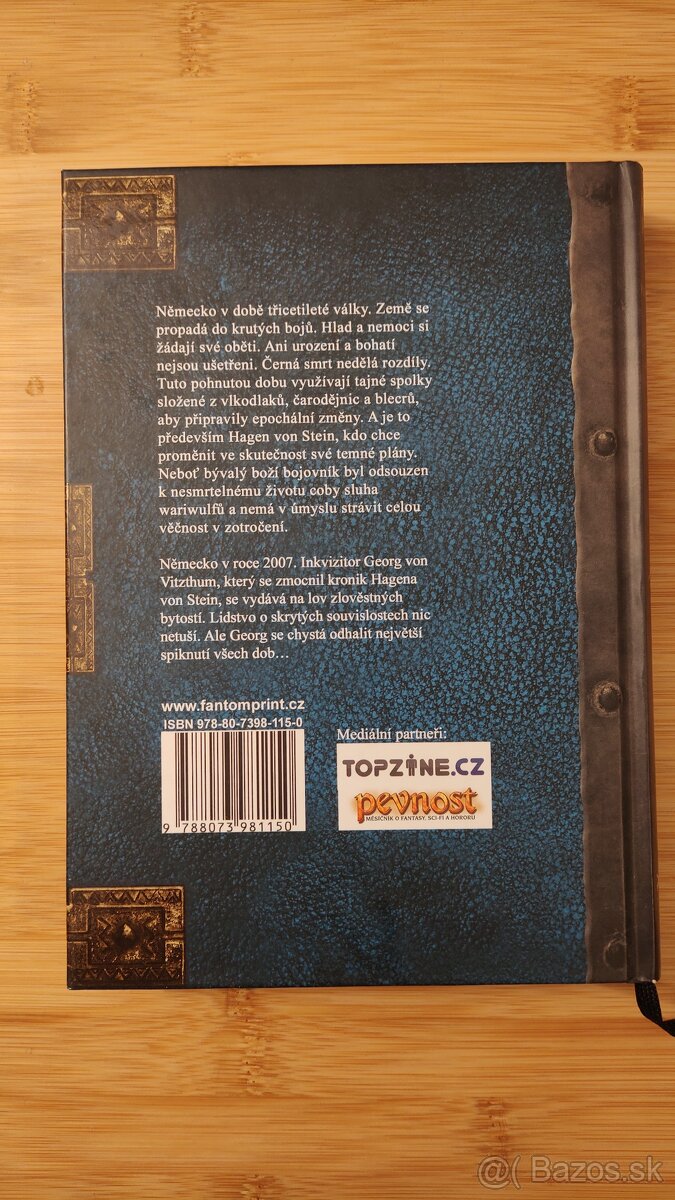 Německo v době třicetileté války. Země se
propadá do krutých bojů. Hlad a nemoci si
žádají své oběti. Ani urození a bohatí
nejsou ušetřeni. Černá smrt nedělá rozdíly.
Tuto pohnutou dobu využívají tajné spolky
složené z vlkodlaků, čarodějnic a blecrů,
aby připravily epochální změny. A je to
především Hagen von Stein, kdo chce
proměnit ve skutečnost své temné plány.
Neboť bývalý boží bojovník byl odsouzen
k nesmrtelnému životu coby sluha
wariwulfů a nemá v úmyslu strávit celou
věčnost v zotročení.
Německo v roce 2007. Inkvizitor Georg von
Vitzthum, který se zmocnil kronik Hagena
von Stein, se vydává na lov zlověstných
bytostí. Lidstvo o skrytých souvislostech nic
netuší. Ale Georg se chystá odhalit největší
spiknutí všech dob…
www.fantomprint.cz
ISBN 978-80-7398-115-0
9 788073 981150
Mediální partneři:
TOPZINE.CZ
pevnost
MĚSÍČNÍK O FANTASY, SCI-FI A HORORU
@ Bazos.sk